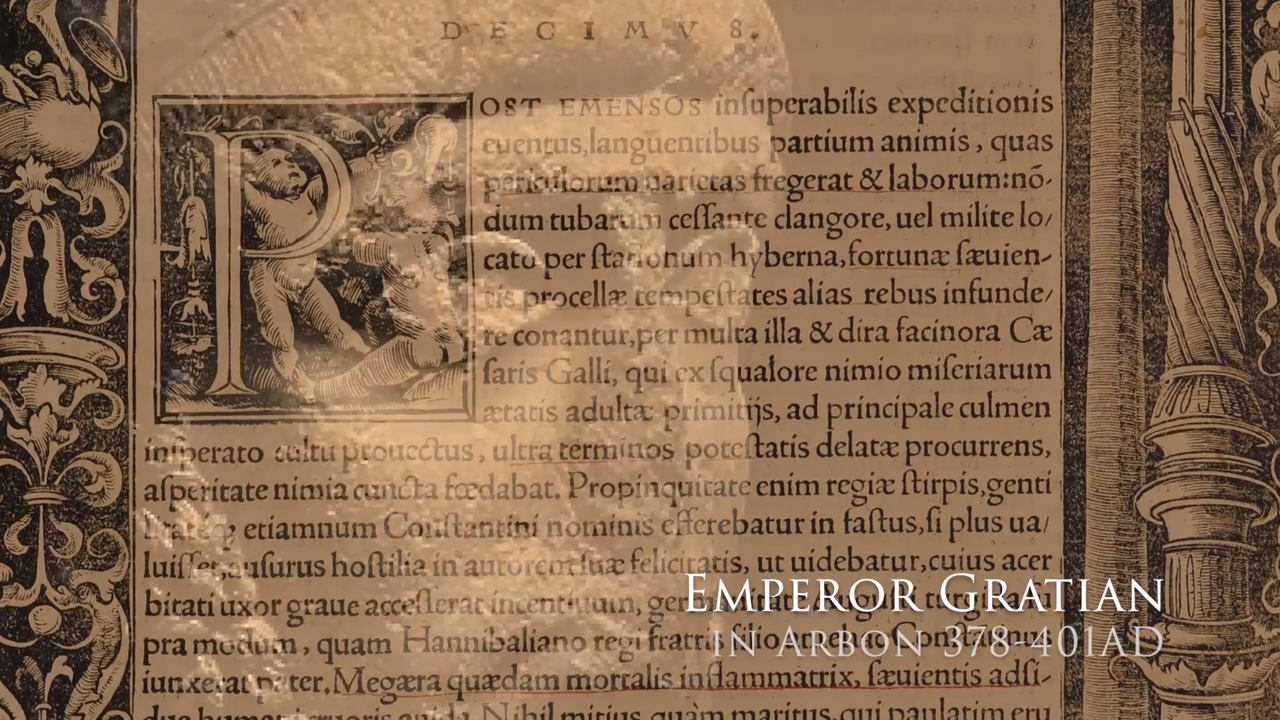 DECIMVS.
POST EMENSOS inſuperabilis expeditionis
euentus,languentibus partium animis, quas
periculorum uarietas fregerat & laborum:nō-
dum tubarum ceſſante clangore, uel milite lo/
cato per ſtationum hyberna,fortunæ ſæuien-
tis procellæ tempeſtates alias rebus infunde/
re conantur,per multa illa & dira facinora Cæ
ſaris Galli, qui ex ſqualore nimio miſeriarum
ætatis adultæ primitijs, ad principale culmen
inſperato cultu prouectus, ultra terminos poteſtatis delatæ procurrens,
aſperitate nimia cuncta fœdabat. Propinquitate enim regiæ ſtirpis,genti
etiamnum Conſtantini nominis efferebatur in faſtus,ſi plus ua/
luiſſet,auſurus hoſtilia in autorem ſuæ felicitatis, ut uidebatur,cuius acer
bitati uxor graue acceſſerat incentiuum,
pra modum, quam Hannibaliano regi fratris filio
iunxerat pater.Megæra quædam mortalis inflammatrix, ſæuientis adſi-
Nihil mitius quàm maritus,qui paulatim eru
EMPEROR GRATIAN
IN ARBON 378-401AD